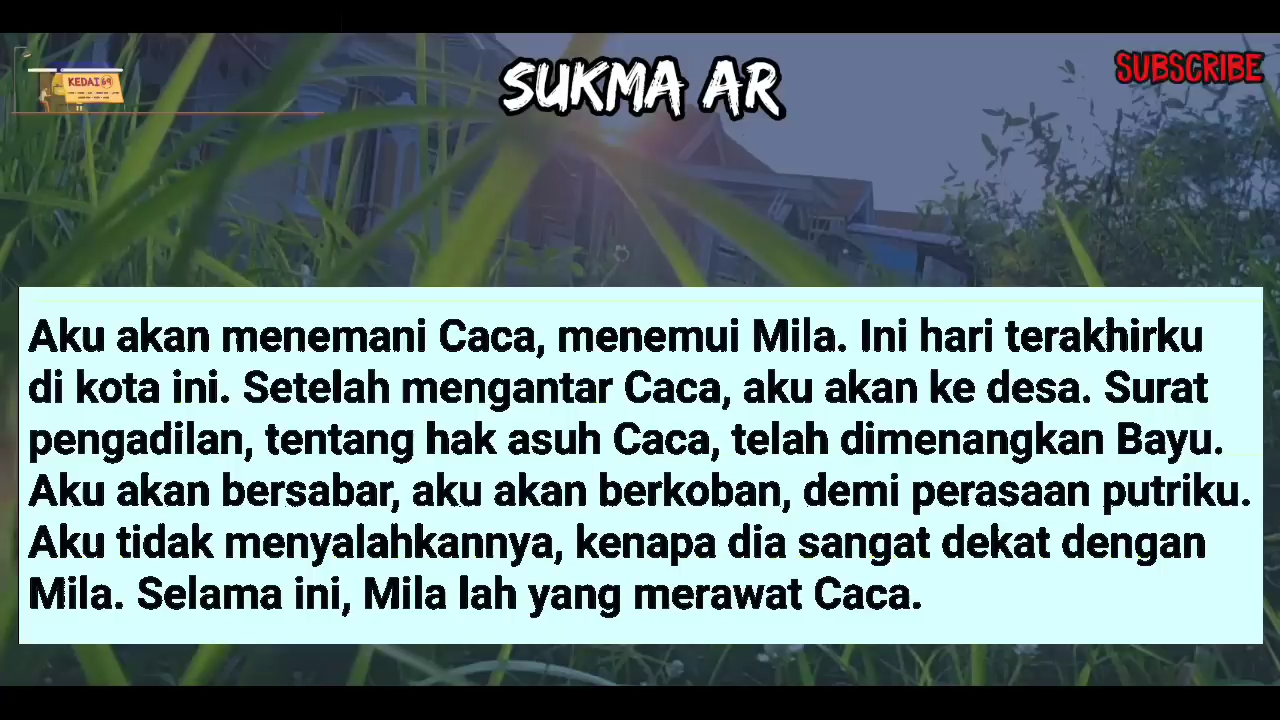 KEDAI 69
SUKMA AR
SUBSCRIBE
Aku akan menemani Caca, menemui Mila. Ini hari terakhirku
di kota ini. Setelah mengantar Caca, aku akan ke desa. Surat
pengadilan, tentang hak asuh Caca, telah dimenangkan Bayu.
Aku akan bersabar, aku akan berkoban, demi perasaan putriku.
Aku tidak menyalahkannya, kenapa dia sangat dekat dengan
Mila. Selama ini, Mila lah yang merawat Caca.